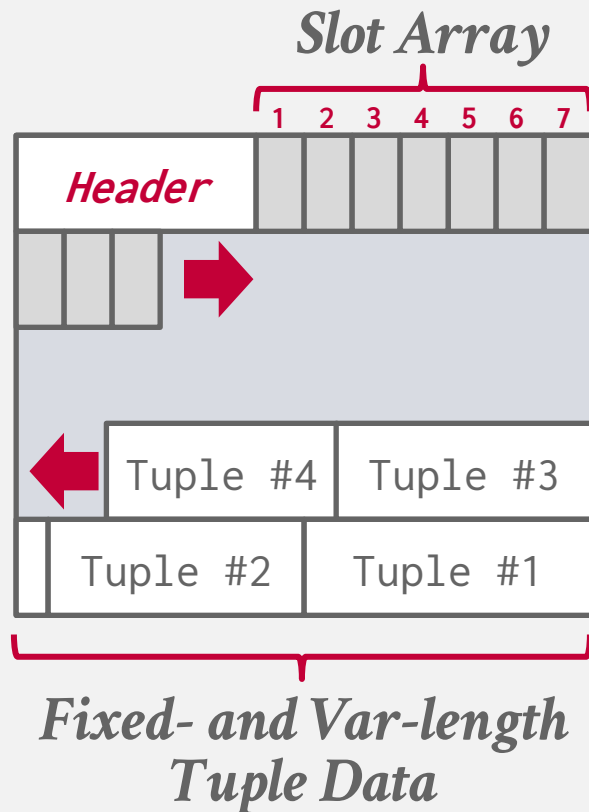 Slot Array
1 2 3 4 5 6 7
Header
Tuple #4 Tuple #3
Tuple #2 Tuple #1
Fixed- and Var-length
Tuple Data